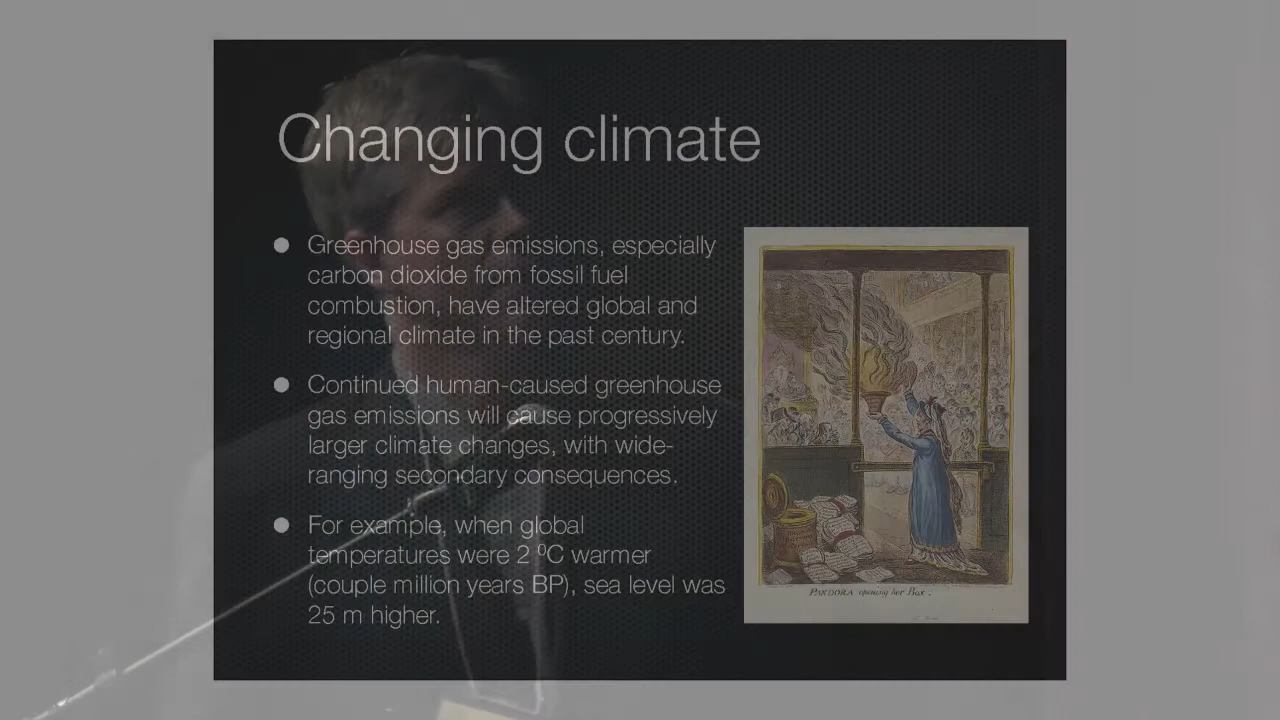 Changing climate
Greenhouse gas emissions, especially
carbon dioxide from fossil fuel
combustion, have altered global and
regional climate in the past century.
Continued human-caused greenhouse
gas emissions will cause progressively
larger climate changes, with wide-
ranging secondary consequences.
For example, when global
temperatures were 2 ºC warmer
(couple million years BP), sea level was
25 m higher.
PANDORA opening her Box.